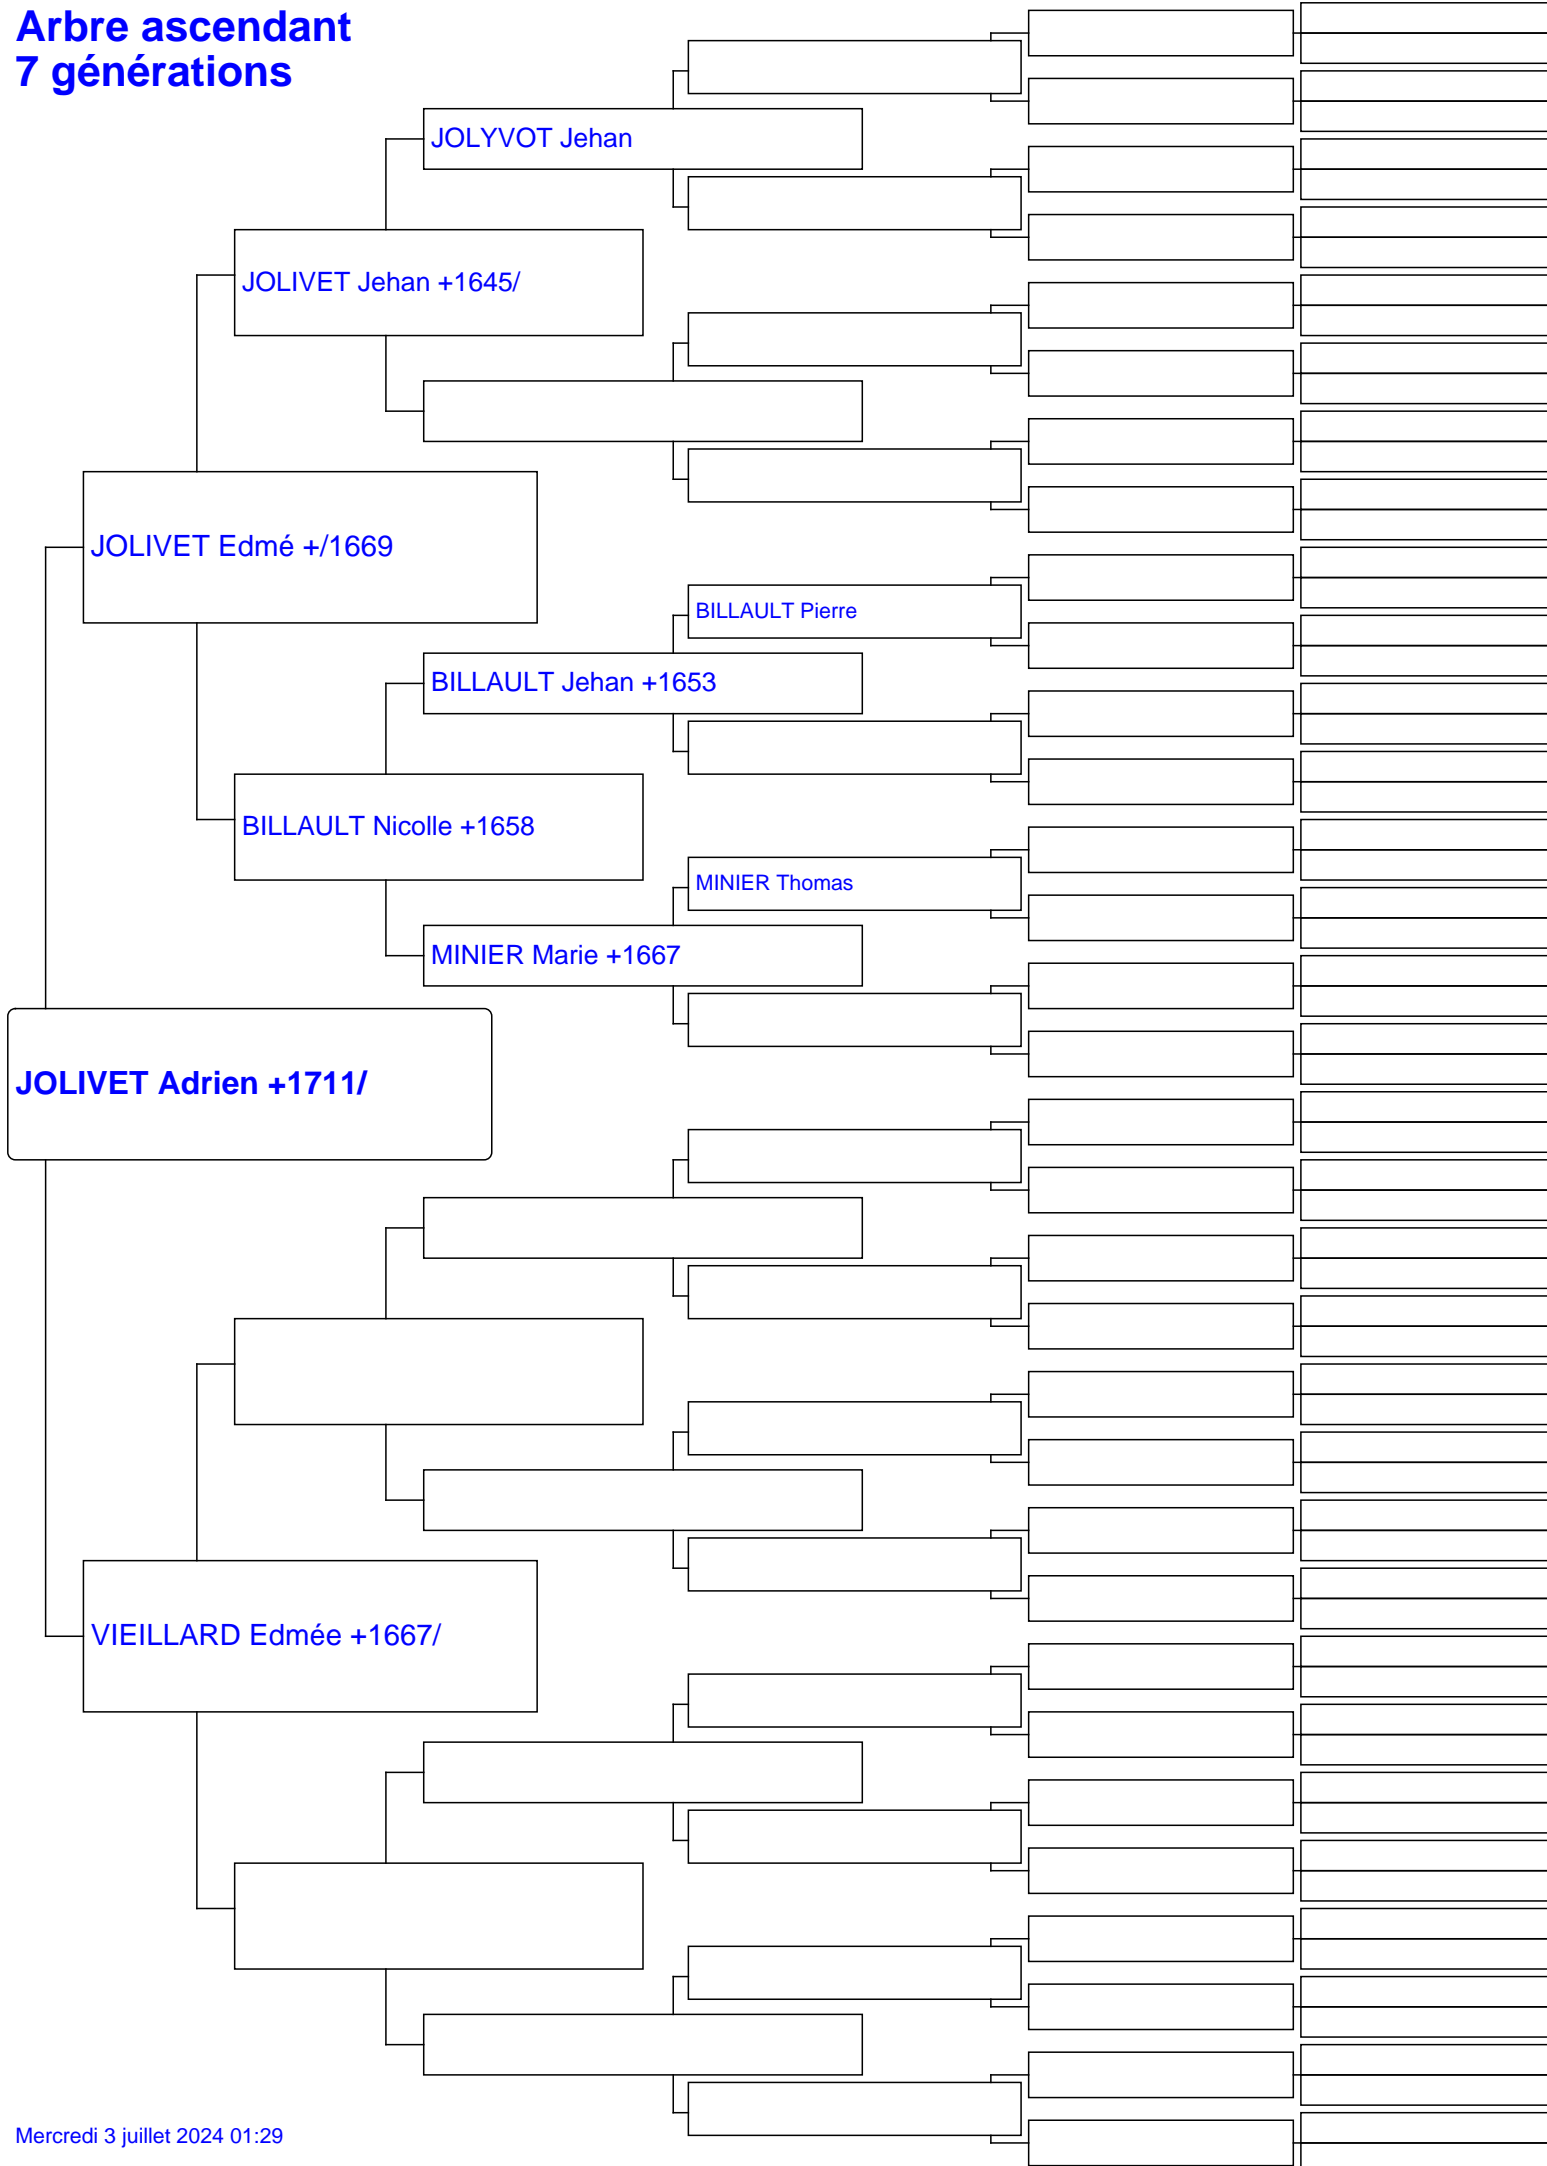 Arbre ascendant
7 générations
JOLYVOT Jehan
JOLIVET Jehan +1645/
JOLIVET Edmé +/1669
BILLAULT Pierre
BILLAULT Jehan +1653
BILLAULT Nicolle +1658
MINIER Thomas
MINIER Marie +1667
JOLIVET Adrien +1711/
VIEILLARD Edmée +1667/
Mercredi 3 juillet 2024 01:29